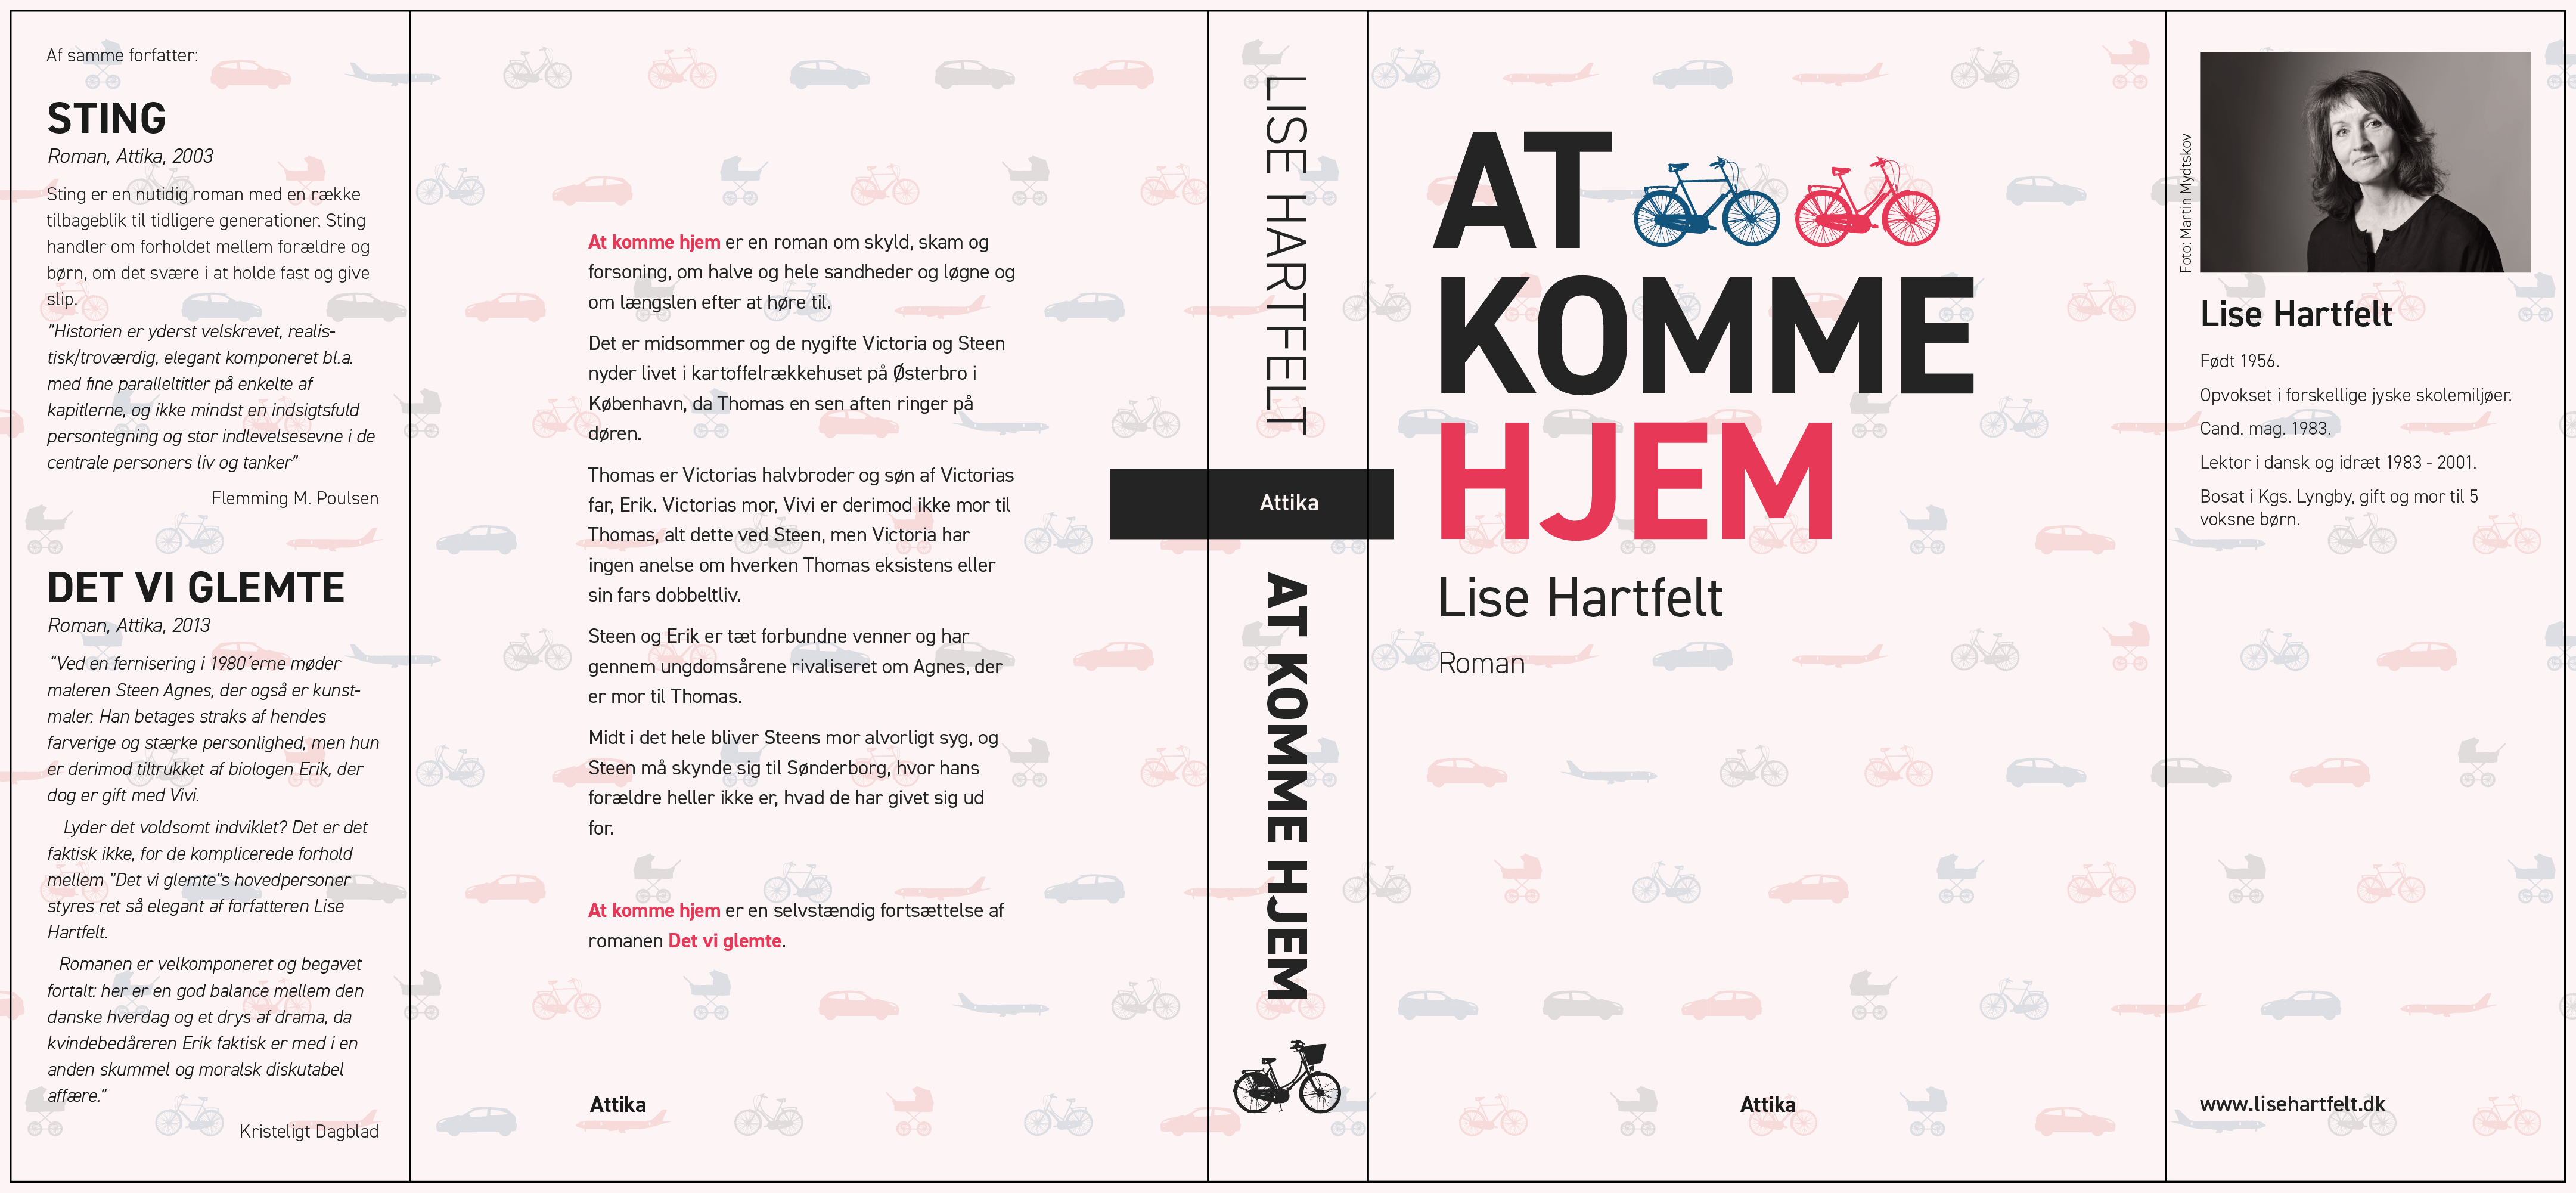 Af samme forfatter:
STING
Roman, Attika, 2003
Sting er en nutidig roman med en række
tilbageblik til tidligere generationer. Sting
handler om forholdet mellem forældre og
børn, om det svære i at holde fast og give
slip.
”Historien er yderst velskrevet, realis-
tisk/troværdig, elegant komponeret bl.a.
med fine paralleltitler på enkelte af
kapitlerne, og ikke mindst en indsigtsfuld
persontegning og stor indlevelsesevne i de
centrale personers liv og tanker”
Flemming M. Poulsen
DET VI GLEMTE
Roman, Attika, 2013
”Ved en fernisering i 1980´erne møder
maleren Steen Agnes, der også er kunst-
maler. Han betages straks af hendes
farverige og stærke personlighed, men hun
er derimod tiltrukket af biologen Erik, der
dog er gift med Vivi.
Lyder det voldsomt indviklet? Det er det
faktisk ikke, for de komplicerede forhold
mellem ”Det vi glemte”s hovedpersoner
styres ret så elegant af forfatteren Lise
Hartfelt.
Romanen er velkomponeret og begavet
fortalt: her er en god balance mellem den
danske hverdag og et drys af drama, da
kvindebedåreren Erik faktisk er med i en
anden skummel og moralsk diskutabel
affære.”
Kristeligt Dagblad
At komme hjem er en roman om skyld, skam og
forsoning, om halve og hele sandheder og løgne og
om længslen efter at høre til.
Det er midsommer og de nygifte Victoria og Steen
nyder livet i kartoffelrækkehuset på Østerbro i
København, da Thomas en sen aften ringer på
døren.
Thomas er Victorias halvbroder og søn af Victorias
far, Erik. Victorias mor, Vivi er derimod ikke mor til
Thomas, alt dette ved Steen, men Victoria har
ingen anelse om hverken Thomas eksistens eller
sin fars dobbeltliv.
Steen og Erik er tæt forbundne venner og har
gennem ungdomsårene rivaliseret om Agnes, der
er mor til Thomas.
Midt i det hele bliver Steens mor alvorligt syg, og
Steen må skynde sig til Sønderborg, hvor hans
forældre heller ikke er, hvad de har givet sig ud
for.
At komme hjem er en selvstændig fortsættelse af
romanen Det vi glemte.
Attika
LISE HARTFELT
Attika
AT KOMME HJEM
AT
KOMME
HJEM
Lise Hartfelt
Roman
Attika
Foto: Martin Mydtskov
Lise Hartfelt
Født 1956.
Opvokset i forskellige jyske skolemiljøer.
Cand. mag. 1983.
Lektor i dansk og idræt 1983 - 2001.
Bosat i Kgs. Lyngby, gift og mor til 5
voksne børn.
www.lisehartfelt.dk